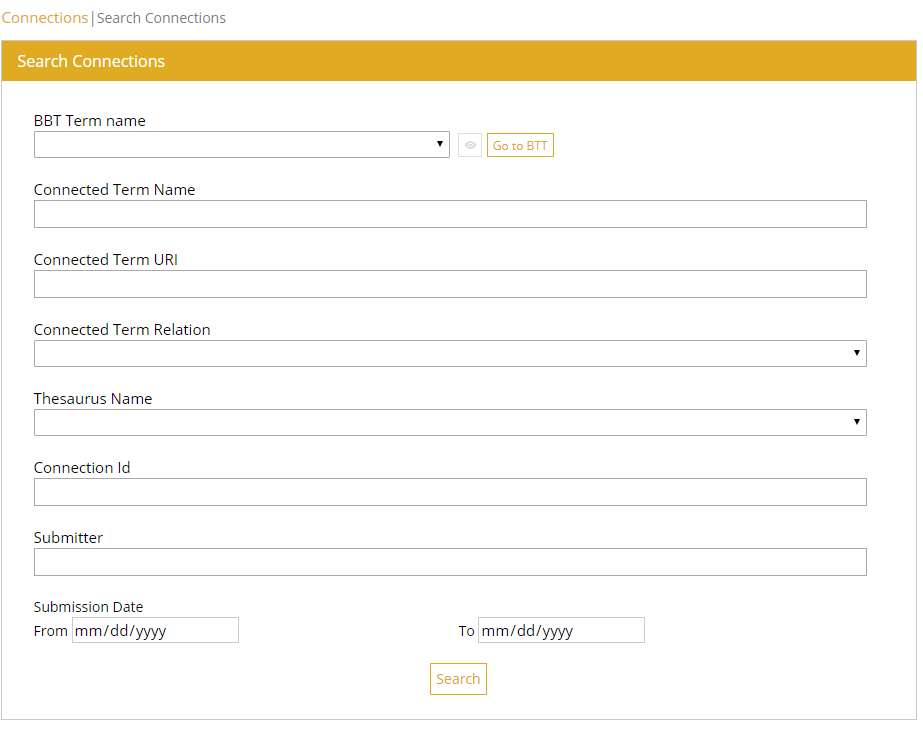 Connections|Search Connections
Search Connections
BBT Term name
Go to BTT
Connected Term Name
Connected Term URI
Connected Term Relation
Thesaurus Name
Connection Id
Submitter
Submission Date
From mm/dd/yyyy To mm/dd/yyyy
Search